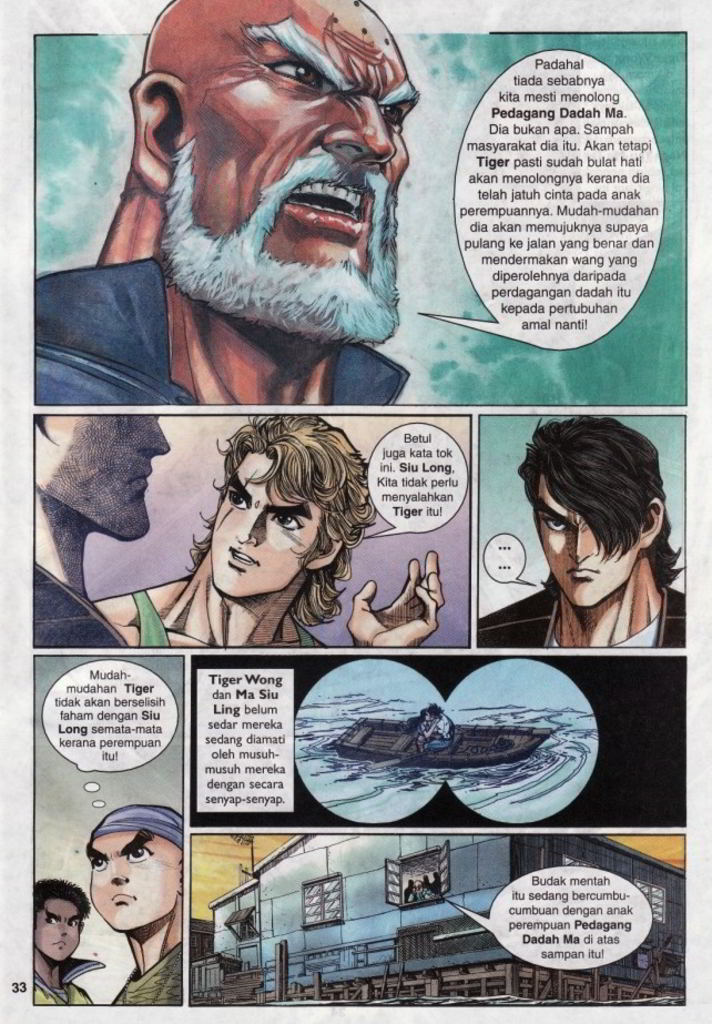 Padahal
tiada sebabnya
kita mesti menolong
Pedagang Dadah Ma.
Dia bukan apa. Sampah
masyarakat dia itu. Akan tetapi
Tiger pasti sudah bulat hati
akan menolongnya kerana dia
telah jatuh cinta pada anak
perempuannya. Mudah-mudahan
dia akan memujuknya supaya
pulang ke jalan yang benar dan
mendermakan wang yang
diperolehnya daripada
perdagangan dadah itu
kepada pertubuhan
amal nanti!
Betul
juga kata tok
ini. Siu Long,
Kita tidak perlu
menyalahkan
Tiger itu!
...
...
Mudah-
mudahan Tiger
tidak akan berselisih
faham dengan Siu
Long semata-mata
kerana perempuan
itu!
Tiger Wong
dan Ma Siu
Ling belum
sedar mereka
sedang diamati
oleh musuh-
musuh mereka
dengan secara
senyap-senyap.
Budak mentah
itu sedang bercumbu-
cumbuan dengan anak
perempuan Pedagang
Dadah Ma di atas
sampan itu!
33